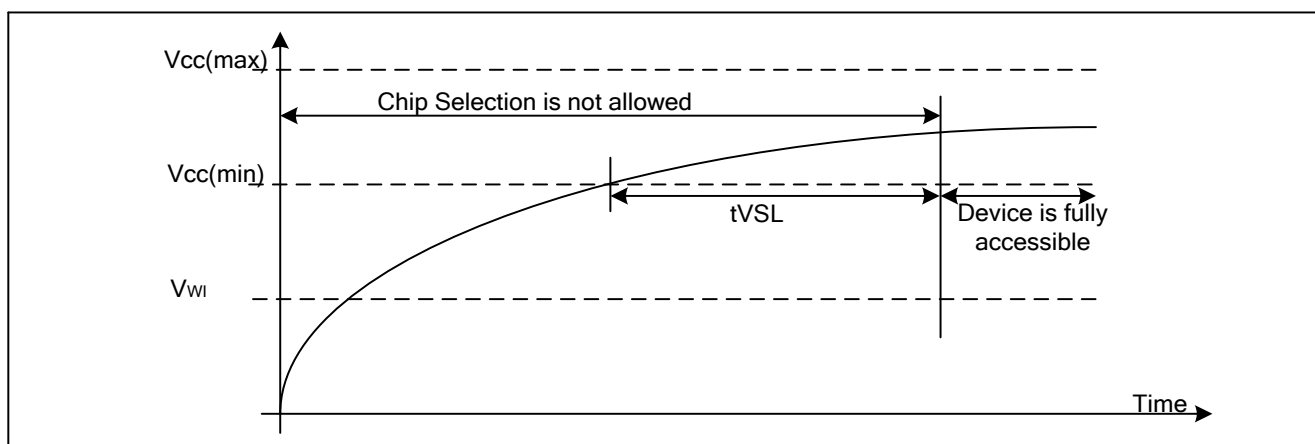 Vcc(max)
Chip Selection is not allowed
Vcc(min)
tVSL
Device is fully
accessible
VWI
Time